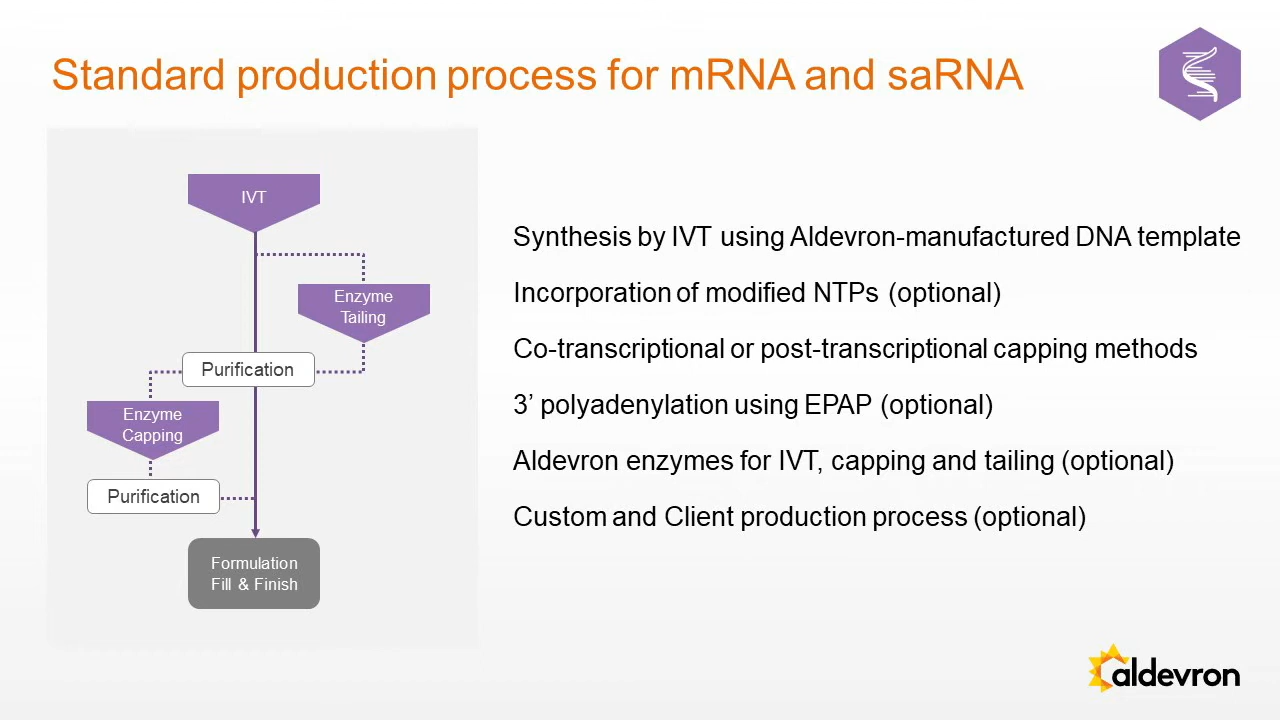 Standard production process for mRNA and saRNA
IVT
Enzyme
Tailing
Purification
Enzyme
Capping
Purification
Formulation
Fill & Finish
Synthesis by IVT using Aldevron-manufactured DNA template
Incorporation of modified NTPs (optional)
Co-transcriptional or post-transcriptional capping methods
3’ polyadenylation using EPAP (optional)
Aldevron enzymes for IVT, capping and tailing (optional)
Custom and Client production process (optional)
aldevron